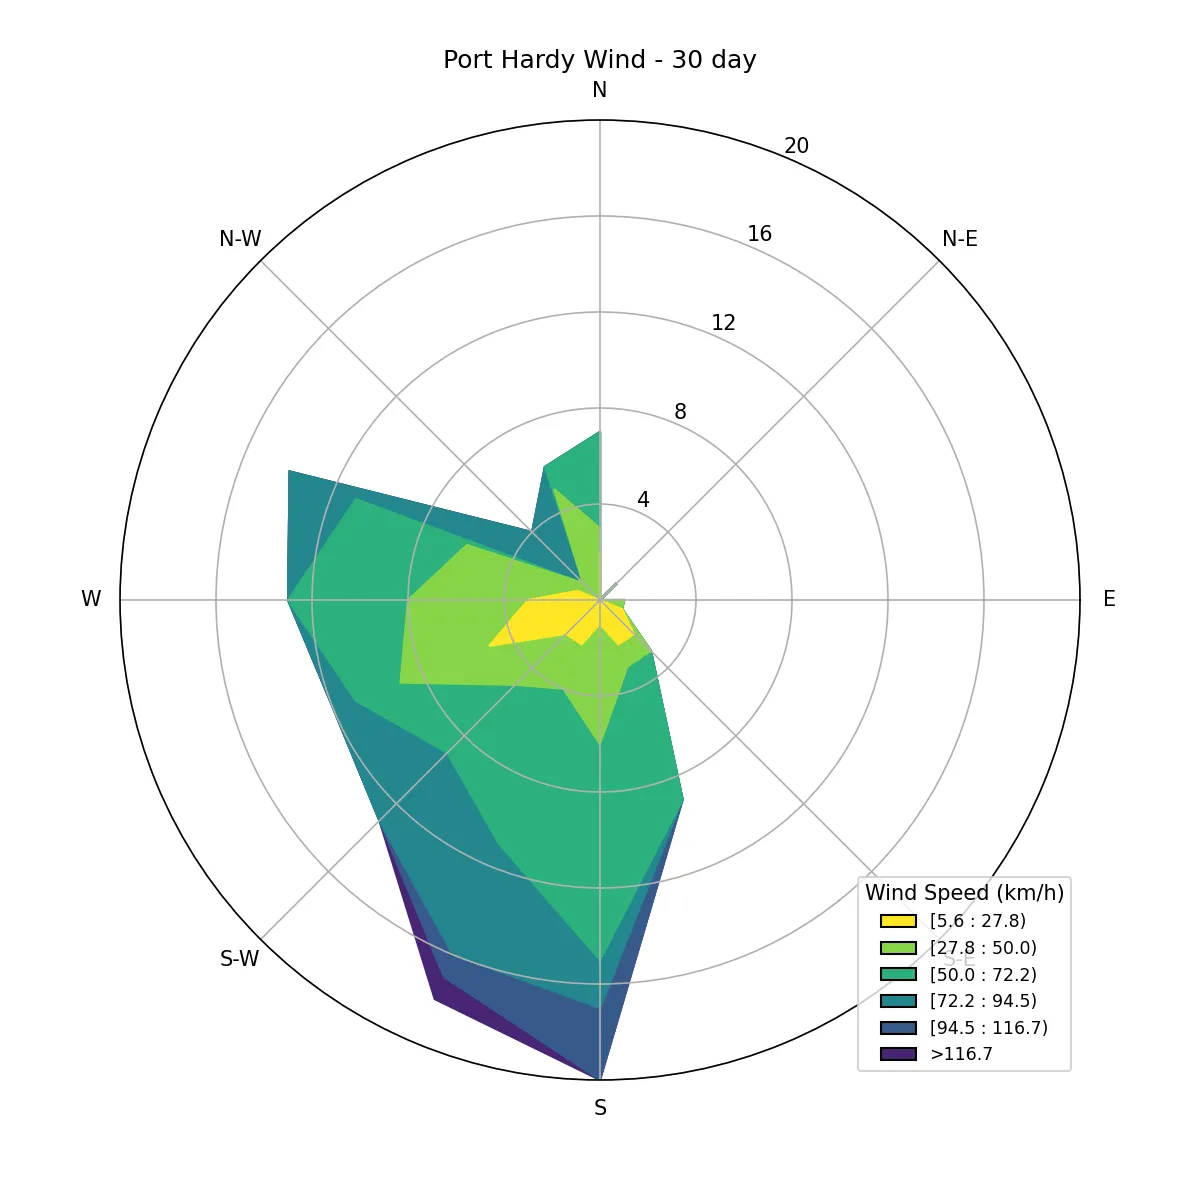 Port Hardy Wind - 30 day
N
20
N-W
N-E
16
12
8
4
W
E
S-W
S-E
S
Wind Speed (km/h)
[5.6 : 27.8)
[27.8 : 50.0)
[50.0 : 72.2)
[72.2 : 94.5)
[94.5 : 116.7)
>116.7